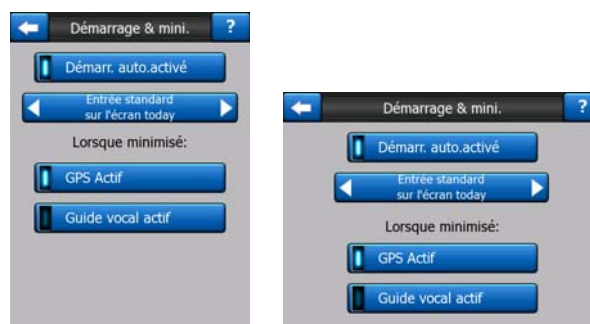 Démarrage & mini.
?
Démarr. auto.activé
Entrée standard
sur l'écran today
Lorsque minimisé:
GPS Actif
Guide vocal actif
Démarrage & mini.
?
Démarr. auto.activé
Entrée standard
sur l'écran today
Lorsque minimisé:
GPS Actif
Guide vocal actif